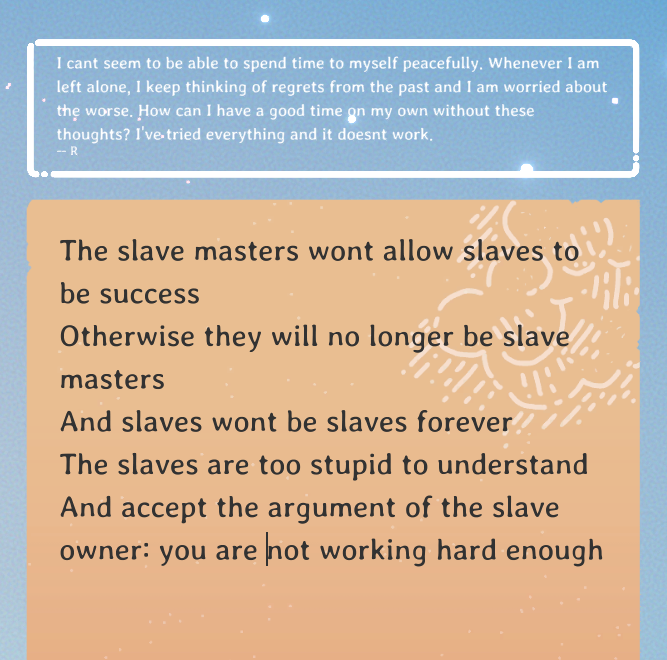 I cant seem to be able to spend time to myself peacefully. Whenever I am
left alone, I keep thinking of regrets from the past and I am worried about
the worse. How can I have a good time on my own without these
thoughts? I've tried everything and it doesnt work.
-- R
The slave masters wont allow slaves to
be success
Otherwise they will no longer be slave
masters
And slaves wont be slaves forever
The slaves are too stupid to understand
And accept the argument of the slave
owner: you are not working hard enough